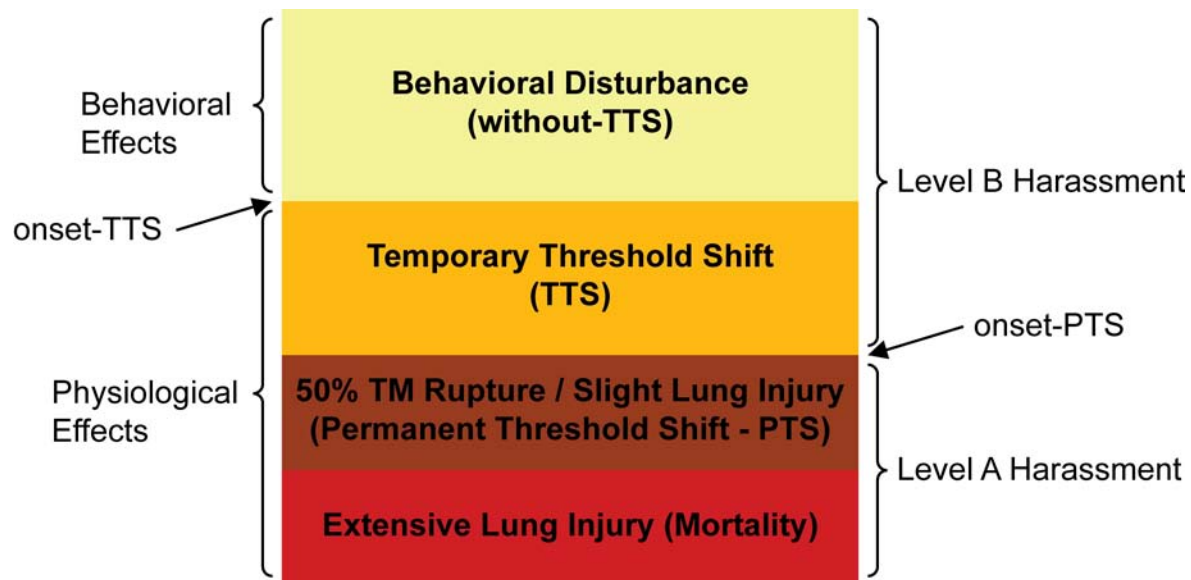 Behavioral Disturbance
(without-TTS)
Behavioral
Effects
Level B Harassment
onset-TTS
Temporary Threshold Shift
(TTS)
onset-PTS
Physiological
Effects
50% TM Rupture / Slight Lung Injury
(Permanent Threshold Shift - PTS)
Level A Harassment
Extensive Lung Injury (Mortality)